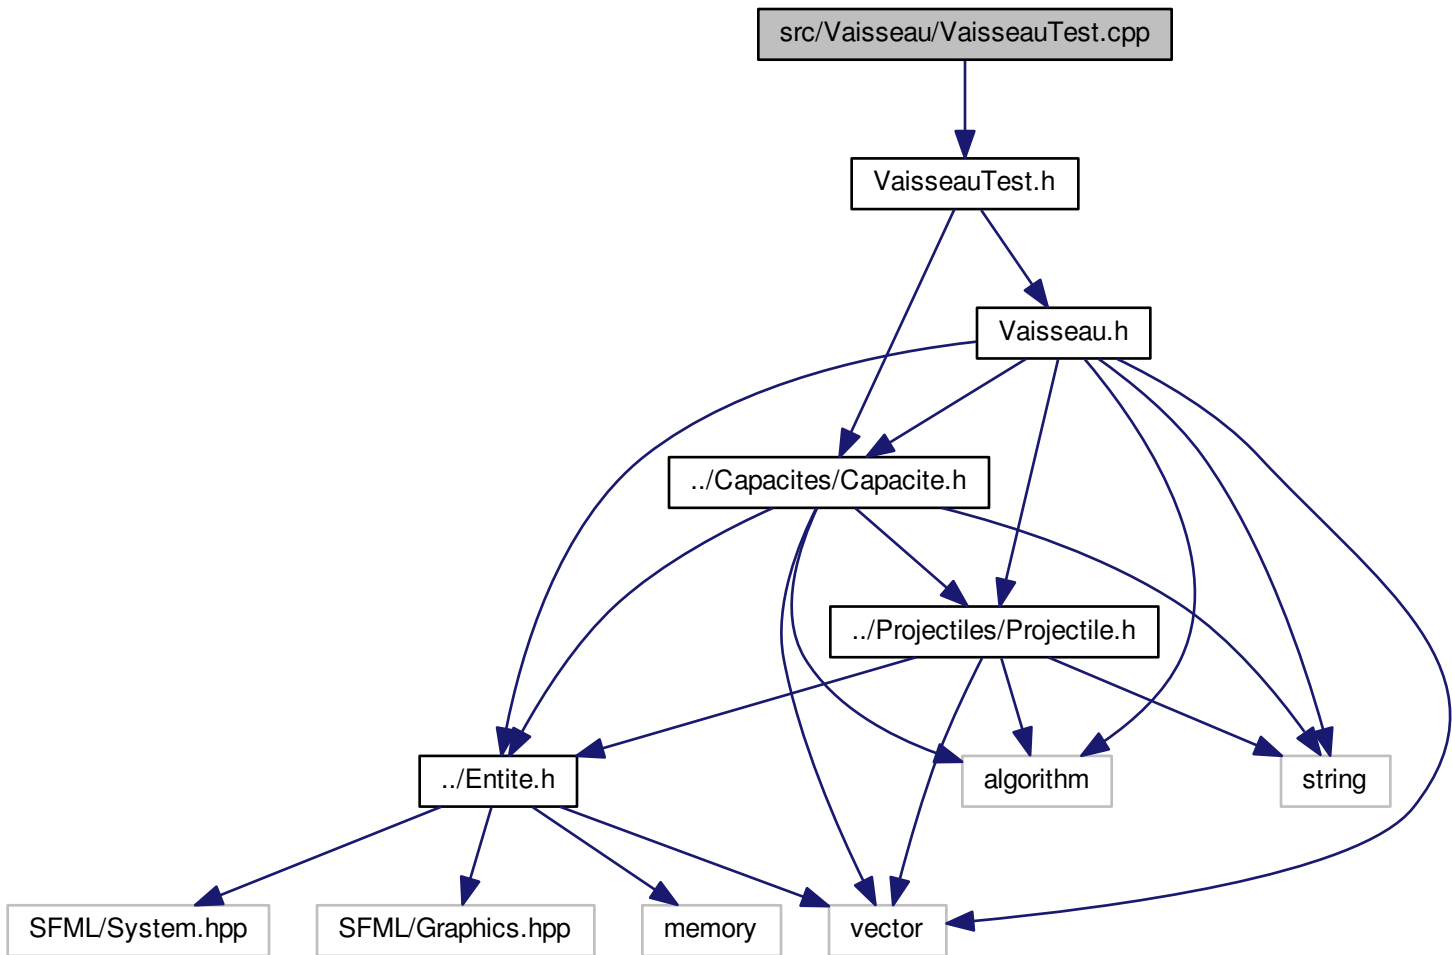 src/Vaisseau/VaisseauTest.cpp
VaisseauTest.h
Vaisseau.h
../Capacites/Capacite.h
../Projectiles/Projectile.h
../Entite.h
algorithm
string
SFML/System.hpp
SFML/Graphics.hpp
memory
vector